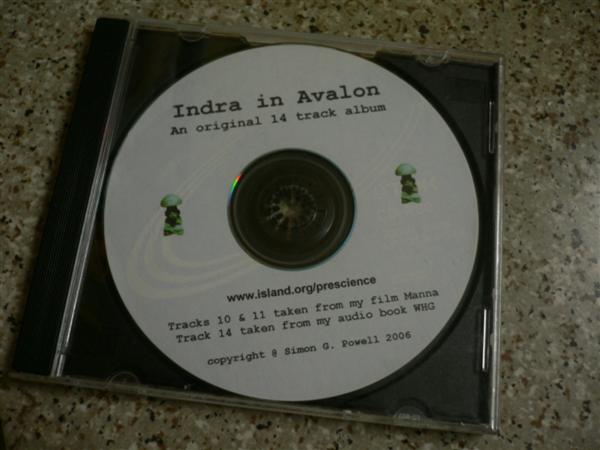 Indra in Avalon
An original 14 track album
www.island.org/prescience
Tracks 10 & 11 taken from my film Manna
Track 14 taken from my audio book WHG
copyright @ Simon G. Powell 2006